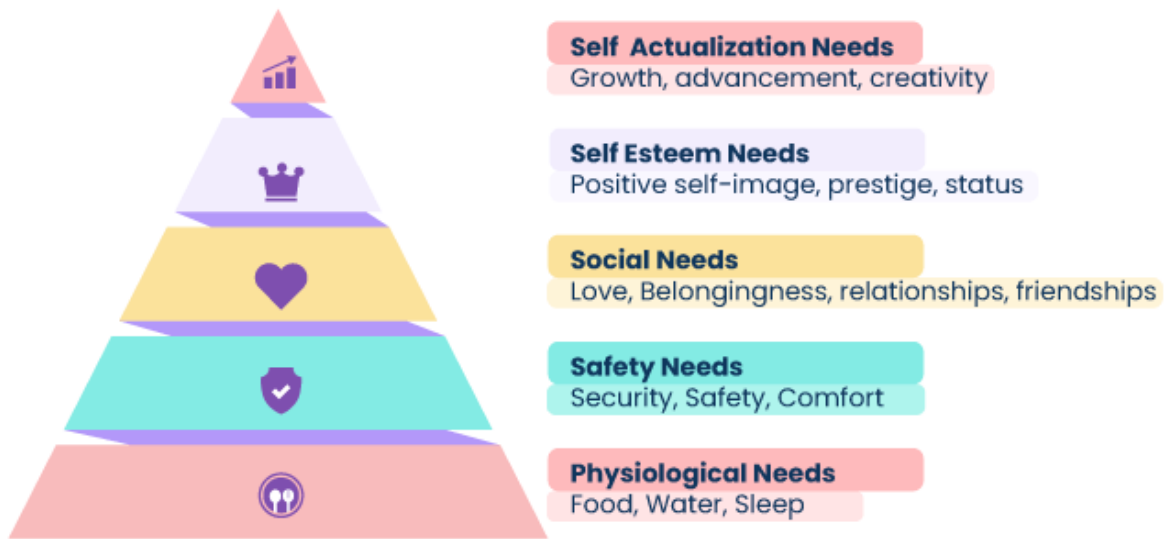 Self Actualization Needs
Growth, advancement, creativity
Self Esteem Needs
Positive self-image, prestige, status
Social Needs
Love, Belongingness, relationships, friendships
Safety Needs
Security, Safety, Comfort
Physiological Needs
Food, Water, Sleep